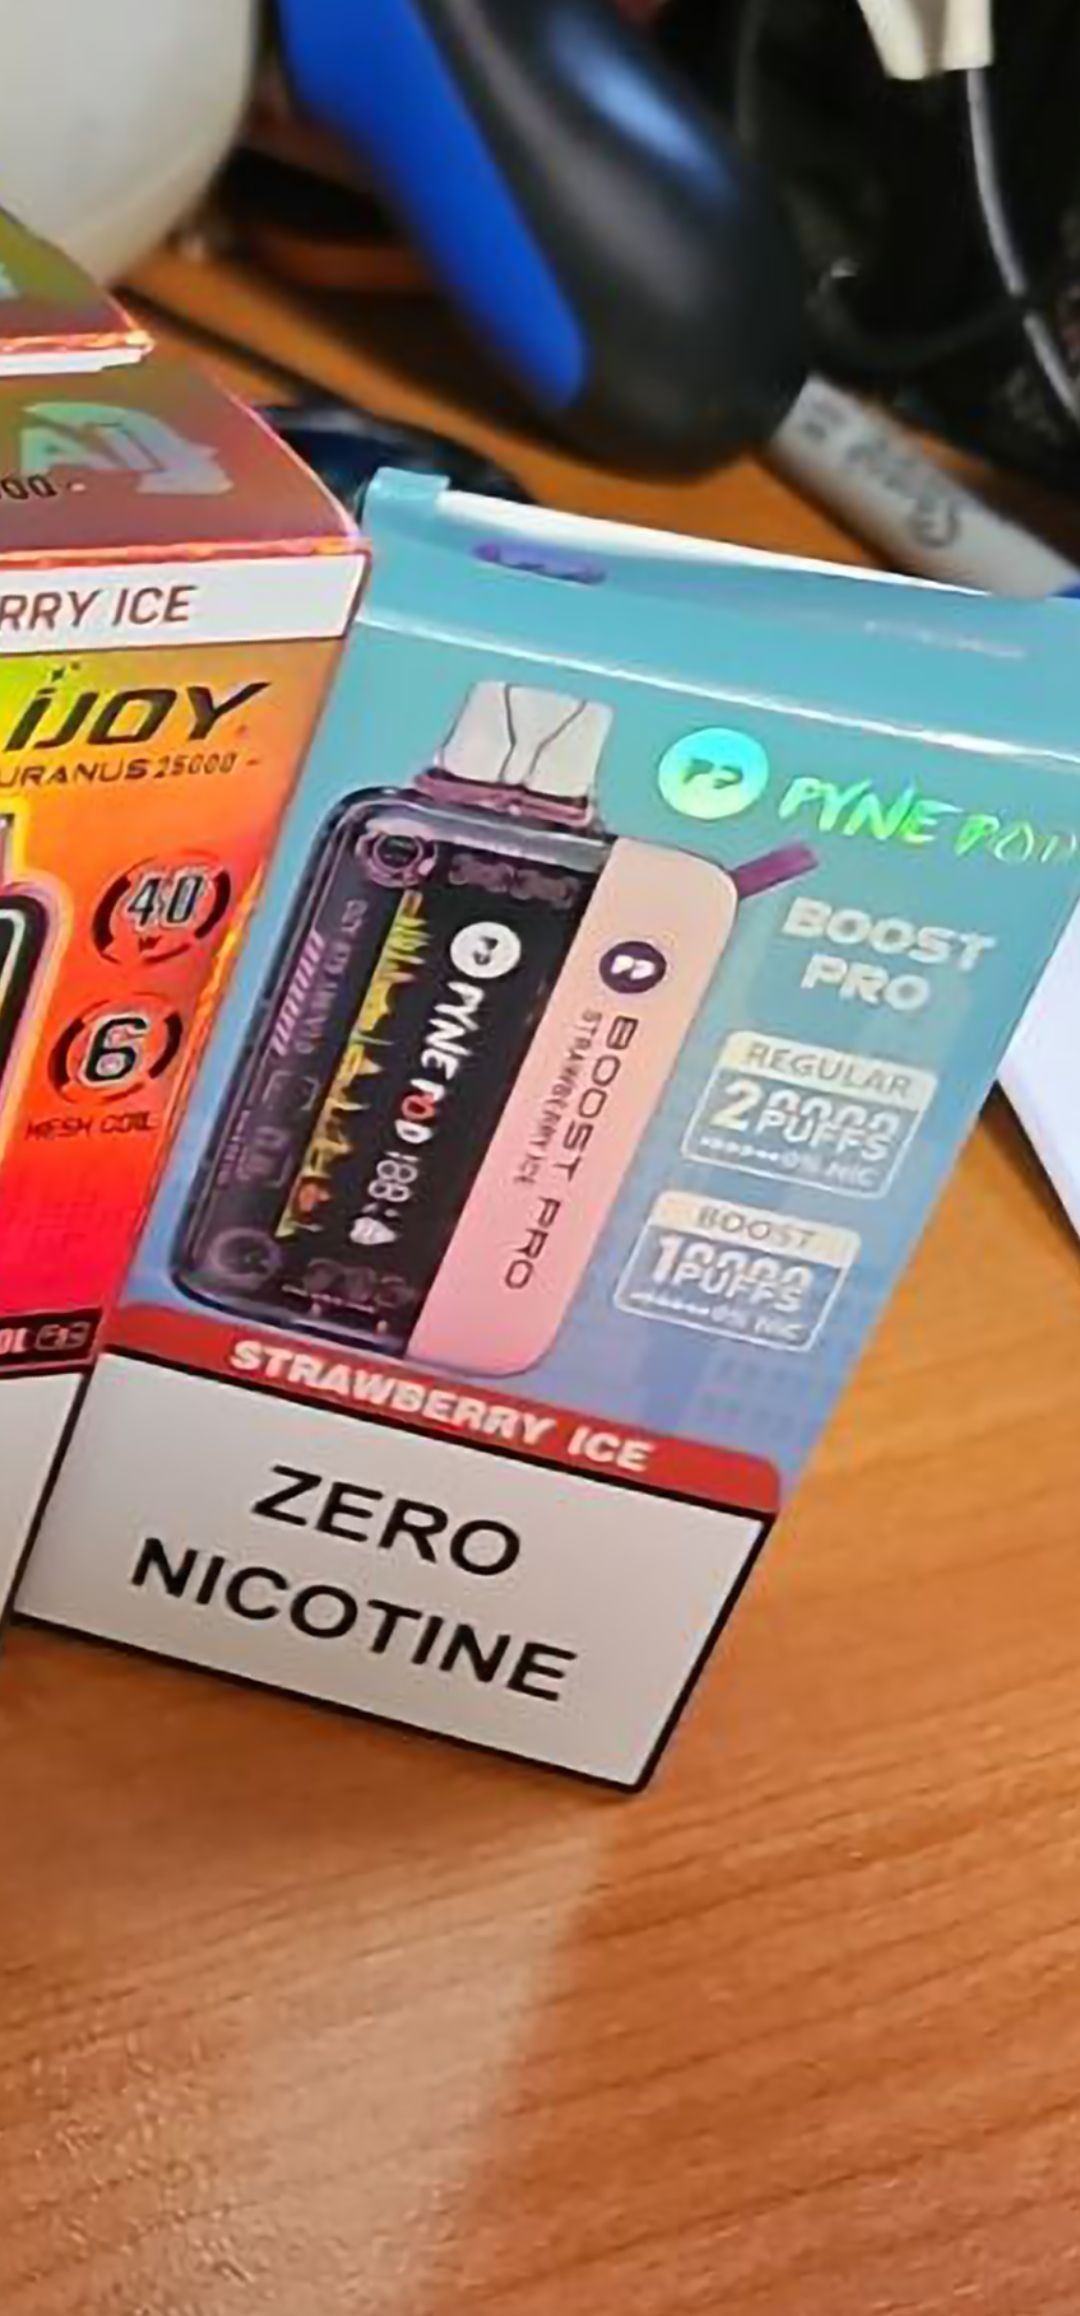 RRY ICE
iJOY
URANUS 25000
40
6
MESH COIL
PYNE POD
BOOST
PRO
REGULAR
20000
PUFFS
0% NIC
BOOST
10000
PUFFS
0% NIC
PYNE POD
188
BOOST PRO
STRAWBERRY ICE
STRAWBERRY ICE
ZERO
NICOTINE